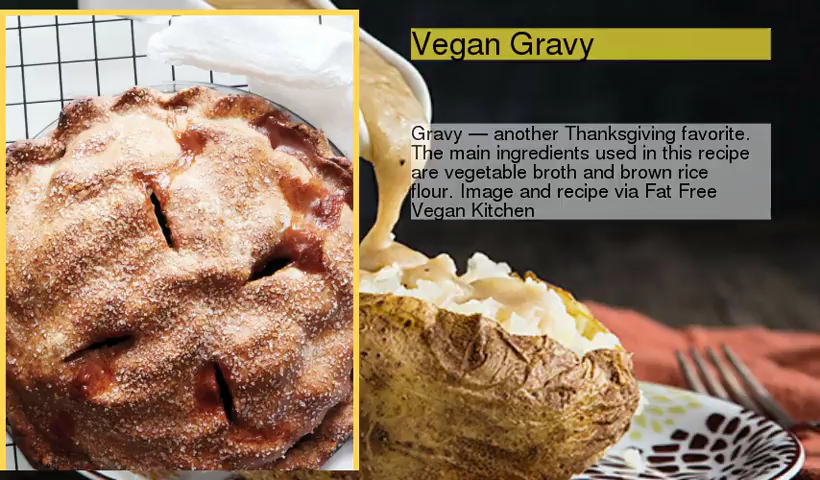 Vegan Gravy
Gravy — another Thanksgiving favorite.
The main ingredients used in this recipe
are vegetable broth and brown rice
flour. Image and recipe via Fat Free
Vegan Kitchen